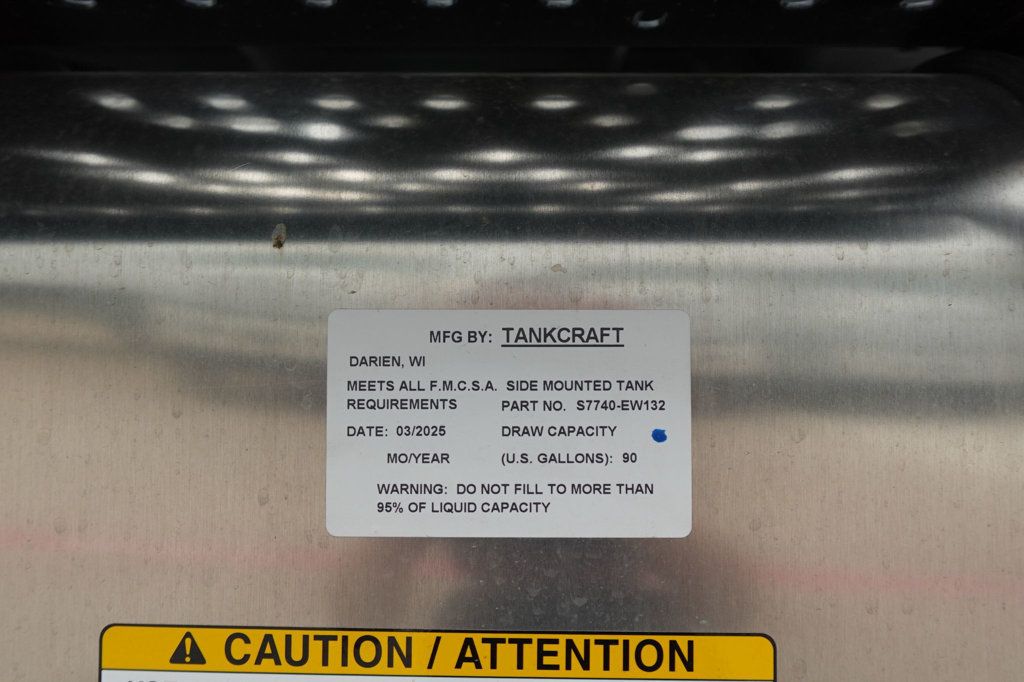 MFG BY: TANKCRAFT
DARIEN, WI
MEETS ALL F.M.C.S.A. SIDE MOUNTED TANK
REQUIREMENTS PART NO. S7740-EW132
DATE: 03/2025 DRAW CAPACITY
MO/YEAR (U.S. GALLONS): 90
WARNING: DO NOT FILL TO MORE THAN
95% OF LIQUID CAPACITY
CAUTION / ATTENTION